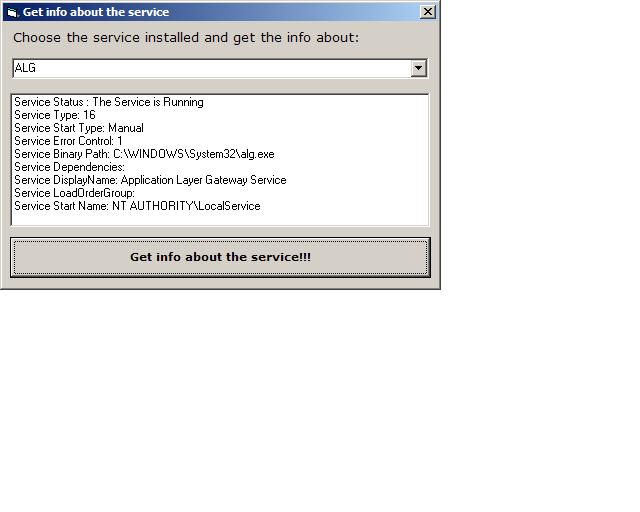 Get info about the service
Choose the service installed and get the info about:
ALG
Service Status : The Service is Running
Service Type: 16
Service Start Type: Manual
Service Error Control: 1
Service Binary Path: C:\WINDOWS\System32\alg.exe
Service Dependencies:
Service DisplayName: Application Layer Gateway Service
Service LoadOrderGroup:
Service Start Name: NT AUTHORITY\LocalService
Get info about the service!!!